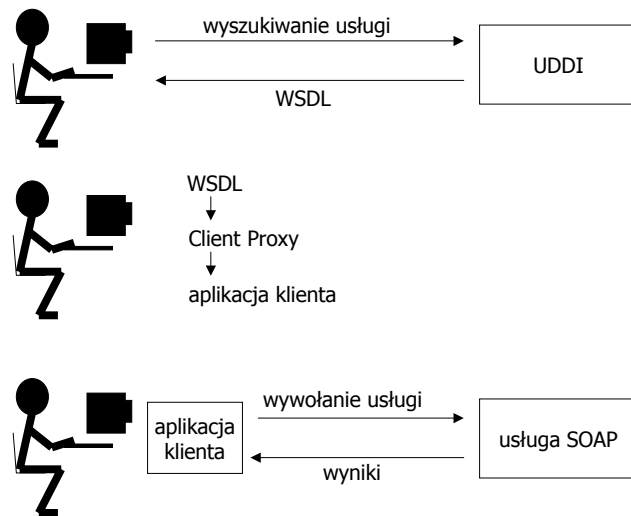 wyszukiwanie usługi
UDDI
WSDL
WSDL
Client Proxy
aplikacja klienta
aplikacja
klienta
wywołanie usługi
usługa SOAP
wyniki